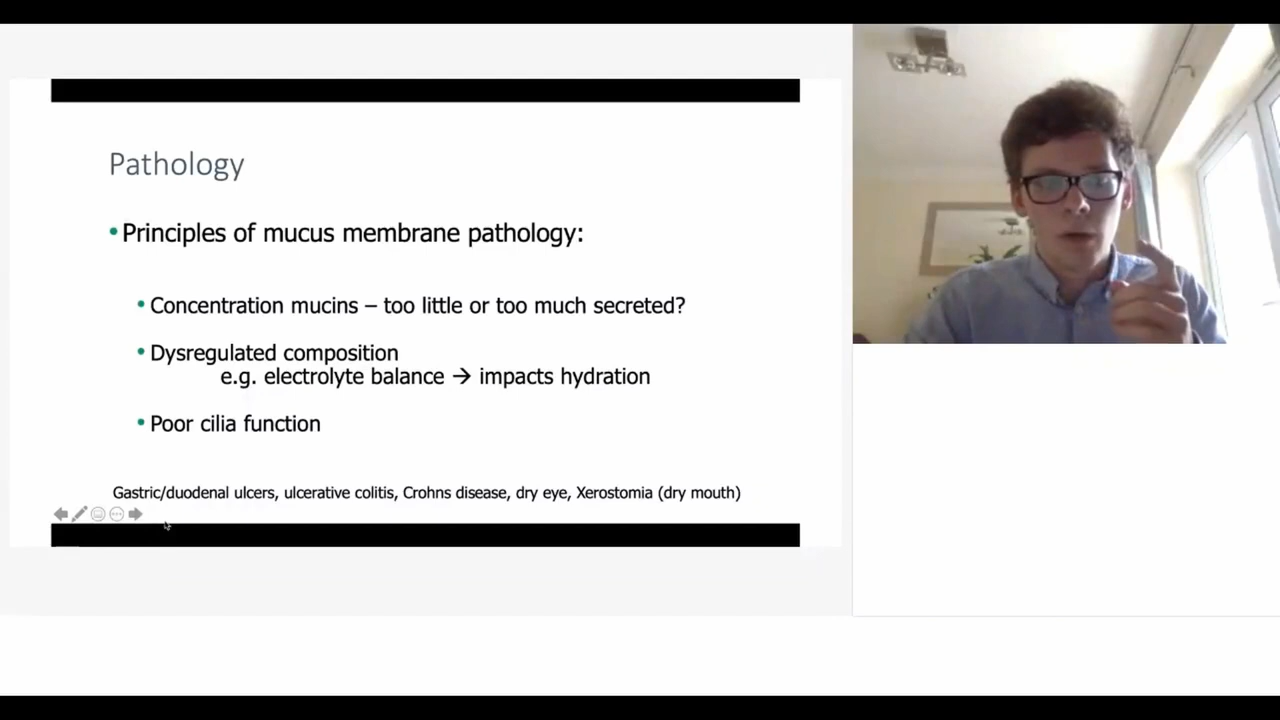 Pathology
• Principles of mucus membrane pathology:
• Concentration mucins – too little or too much secreted?
• Dysregulated composition
e.g. electrolyte balance → impacts hydration
• Poor cilia function
Gastric/duodenal ulcers, ulcerative colitis, Crohns disease, dry eye, Xerostomia (dry mouth)